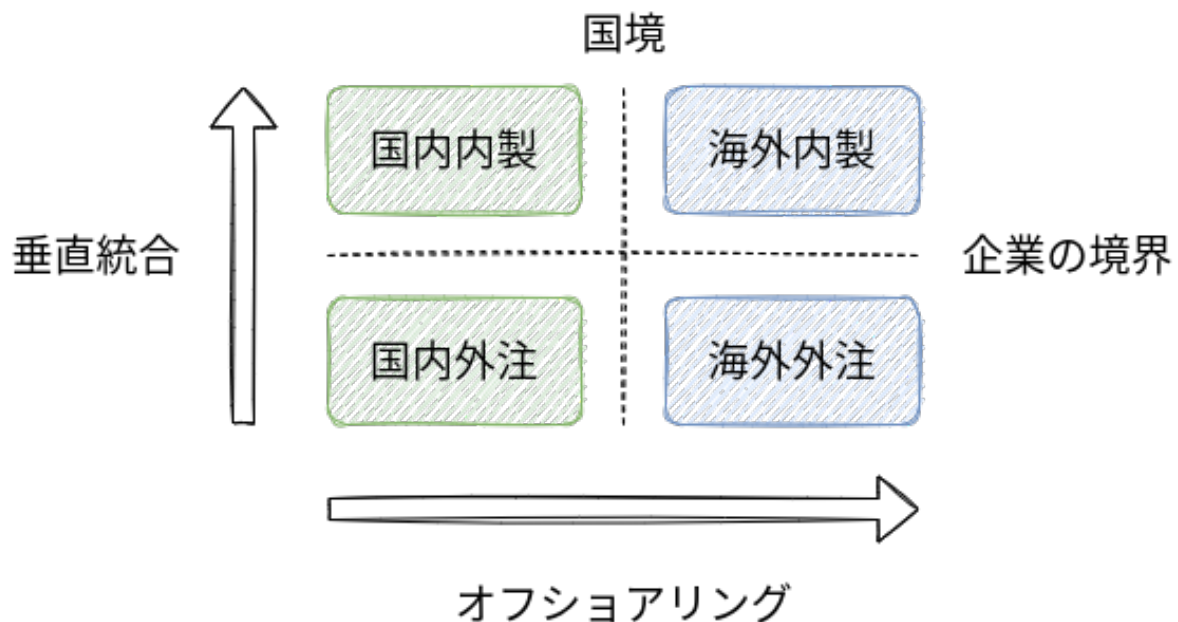 国境
国内内製
海外内製
垂直統合
企業の境界
国内外注
海外外注
オフショアリング